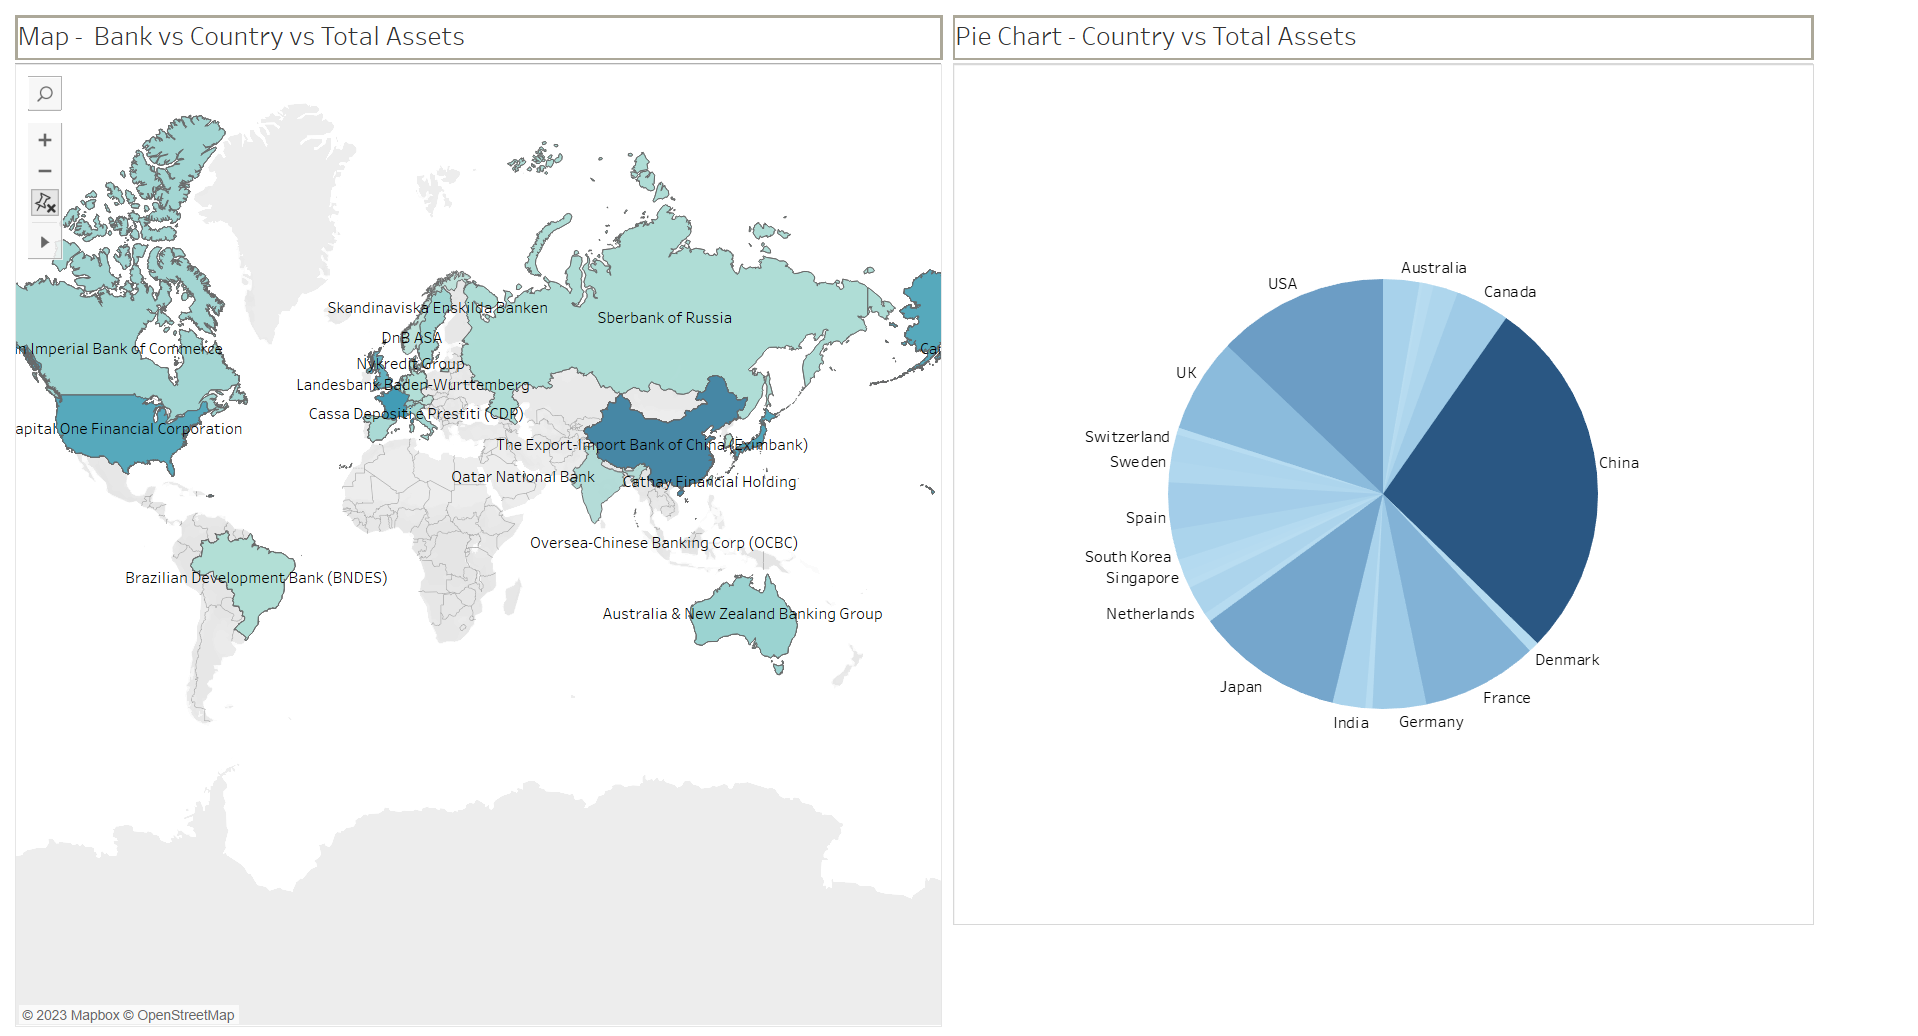 Map -  Bank vs Country vs Total Assets
Pie Chart - Country vs Total Assets
Skandinaviska Enskilda Banken
Sberbank of Russia
DnB ASA
n Imperial Bank of Commerce
Ca
Nykredit Group
Landesbank Baden-Wurttemberg
Cassa Depositi e Prestiti (CDP)
apital One Financial Corporation
The Export-Import Bank of China (Eximbank)
Qatar National Bank
Cathay Financial Holding
Oversea-Chinese Banking Corp (OCBC)
Brazilian Development Bank (BNDES)
Australia & New Zealand Banking Group
© 2023 Mapbox © OpenStreetMap
Australia
USA
Canada
UK
Switzerland
Sweden
China
Spain
South Korea
Singapore
Netherlands
Denmark
Japan
France
India
Germany